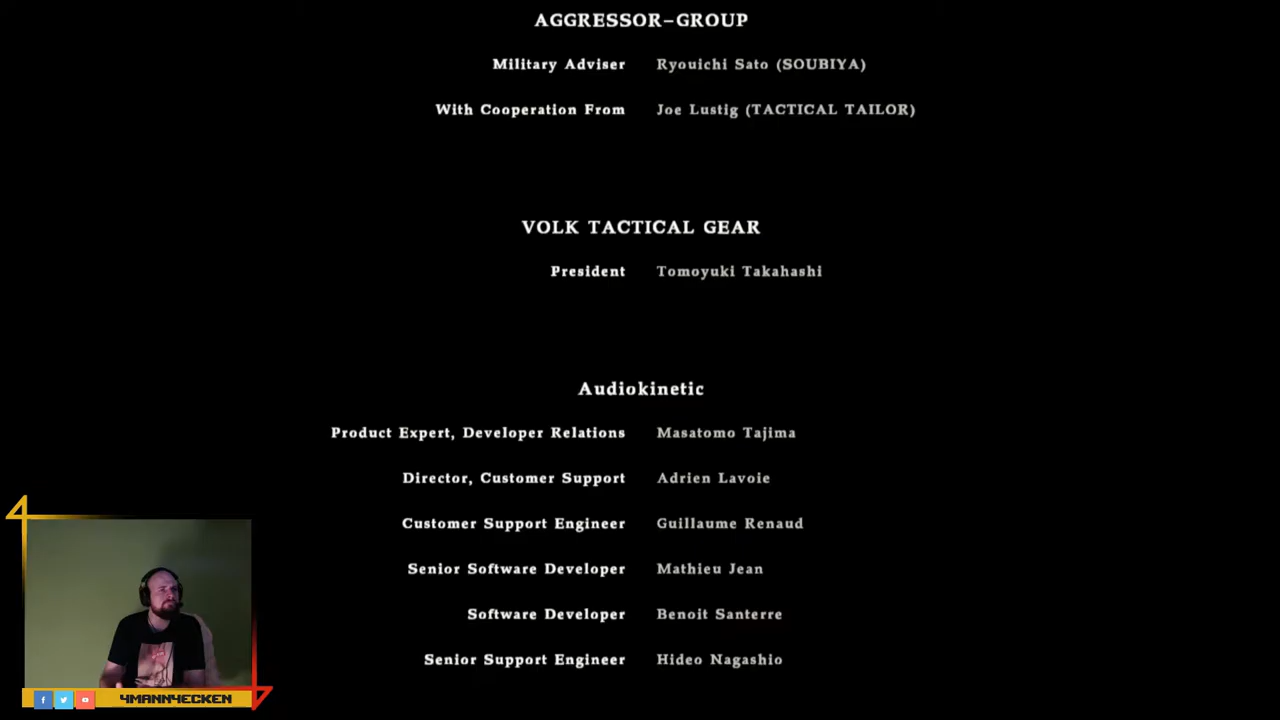 AGGRESSOR-GROUP
Military Adviser Ryouichi Sato (SOUBIYA)
With Cooperation From Joe Lustig (TACTICAL TAILOR)
VOLK TACTICAL GEAR
President Tomoyuki Takahashi
Audiokinetic
Product Expert, Developer Relations Masatomo Tajima
Director, Customer Support Adrien Lavoie
Customer Support Engineer Guillaume Renaud
Senior Software Developer Mathieu Jean
Software Developer Benoit Santerre
Senior Support Engineer Hideo Nagashio
4MANN4ECKEN